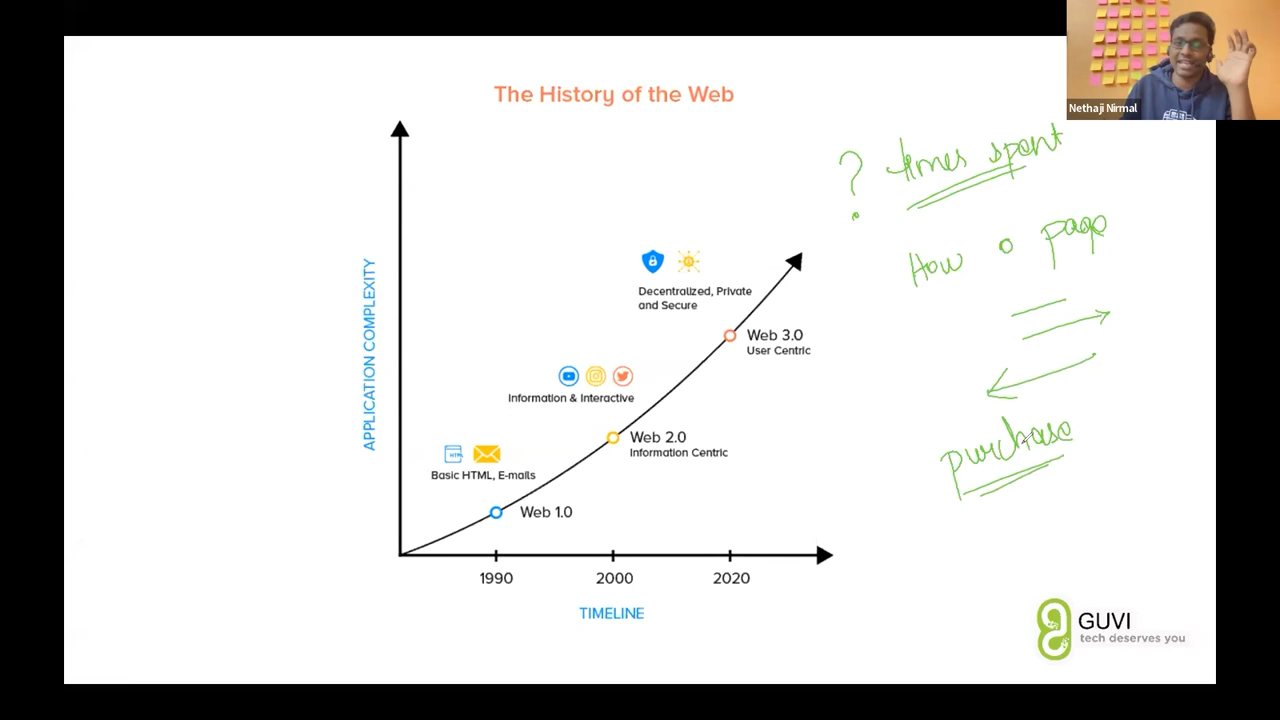 Nethaji Nirmal
The History of the Web
? times spent
How o page
purchase
APPLICATION COMPLEXITY
Decentralized, Private
and Secure
Web 3.0
User Centric
Information & Interactive
Web 2.0
Information Centric
HTML
Basic HTML, E-mails
Web 1.0
1990 2000 2020
TIMELINE
GUVI
tech deserves you